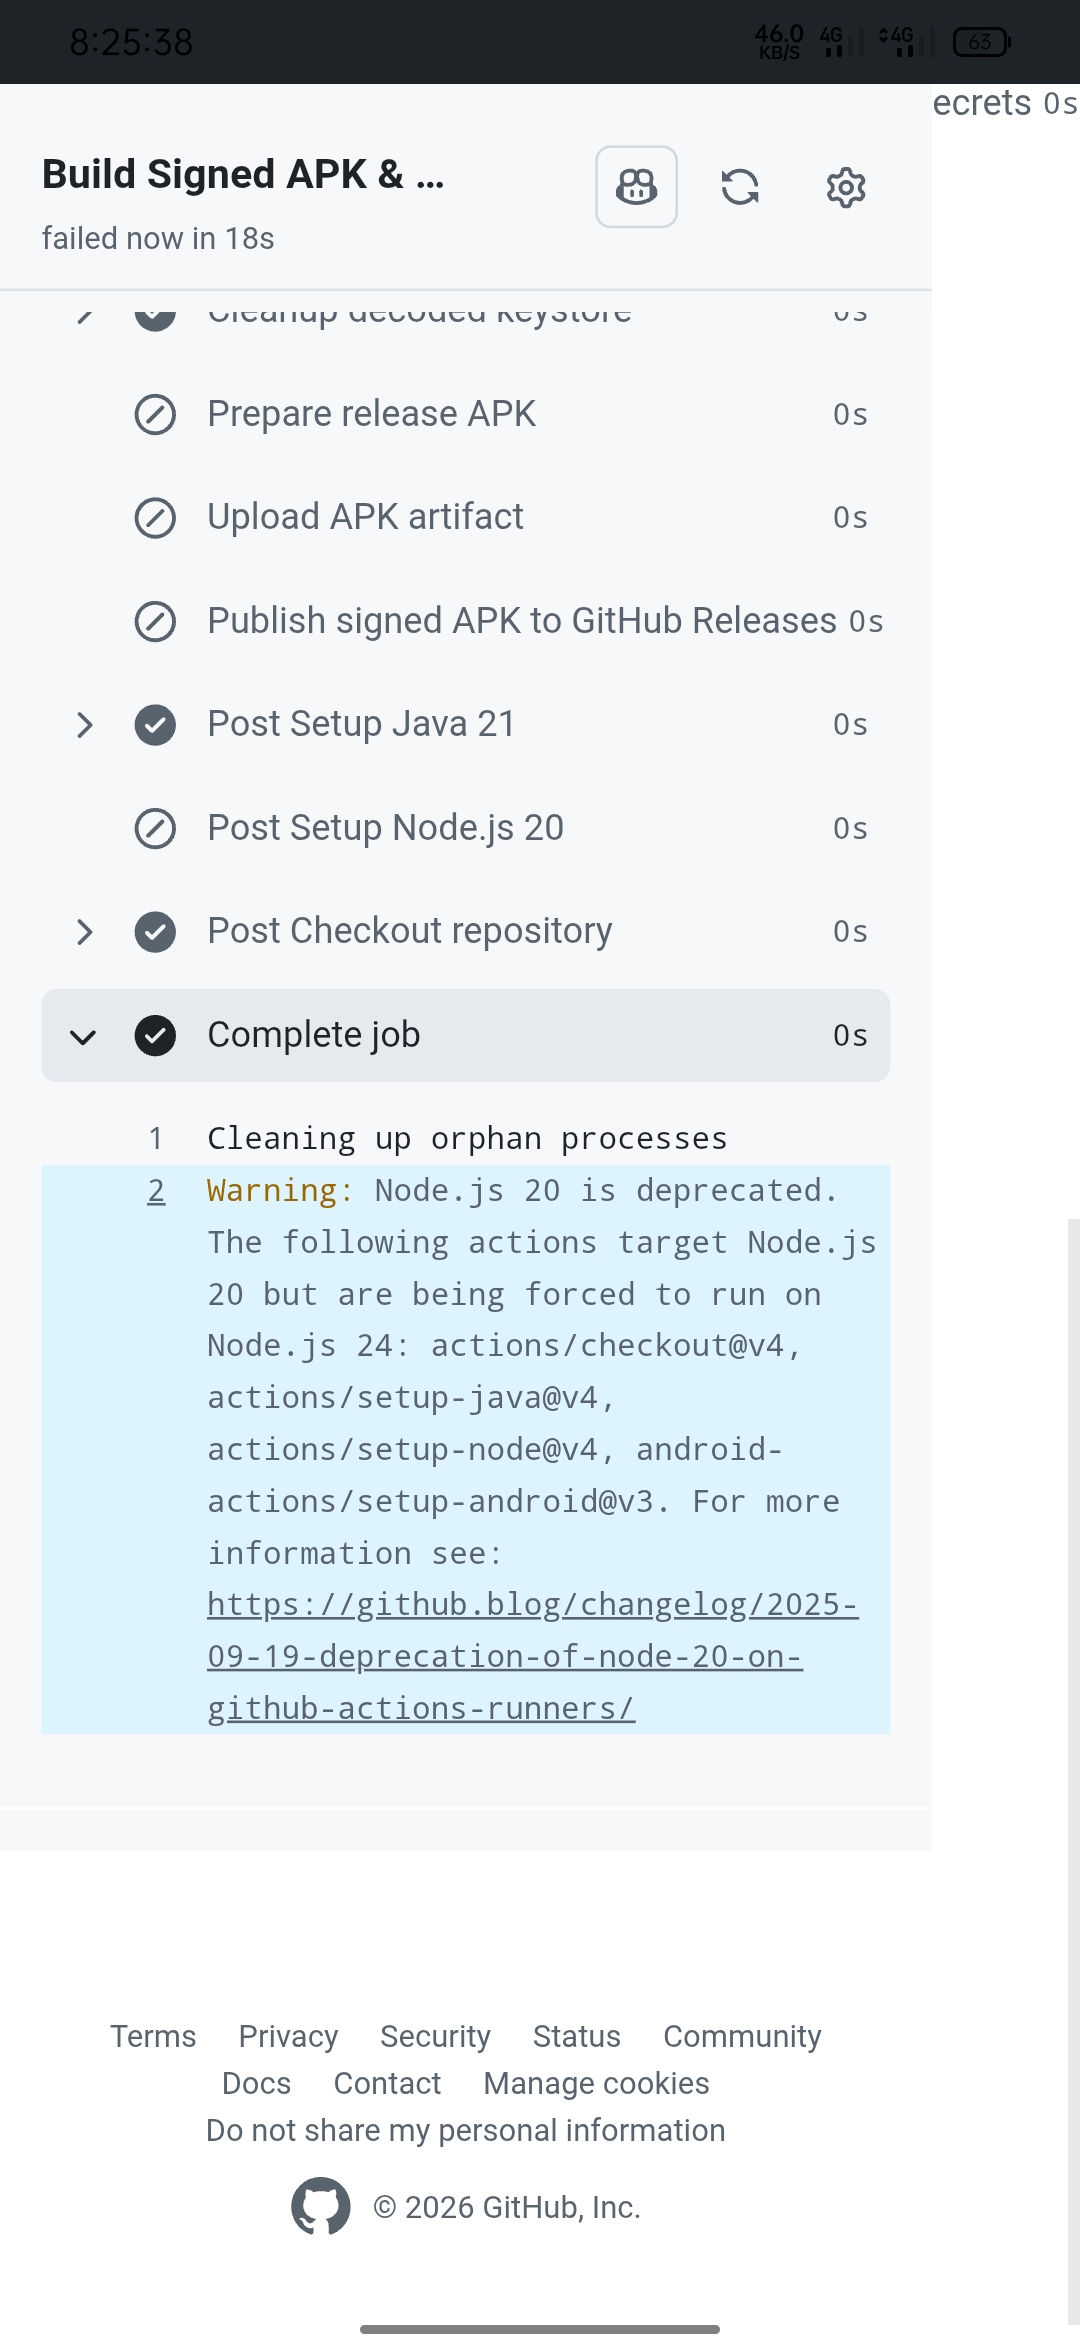 8:25:38
46.0 KB/S 4G 4G 63
ecrets 0s
Build Signed APK & ...
failed now in 18s
Cleanup decoded keystore 0s
Prepare release APK 0s
Upload APK artifact 0s
Publish signed APK to GitHub Releases 0s
Post Setup Java 21 0s
Post Setup Node.js 20 0s
Post Checkout repository 0s
Complete job 0s
1 Cleaning up orphan processes
2 Warning: Node.js 20 is deprecated.
The following actions target Node.js
20 but are being forced to run on
Node.js 24: actions/checkout@v4,
actions/setup-java@v4,
actions/setup-node@v4, android-
actions/setup-android@v3. For more
information see:
https://github.blog/changelog/2025-
09-19-deprecation-of-node-20-on-
github-actions-runners/
Terms Privacy Security Status Community
Docs Contact Manage cookies
Do not share my personal information
© 2026 GitHub, Inc.